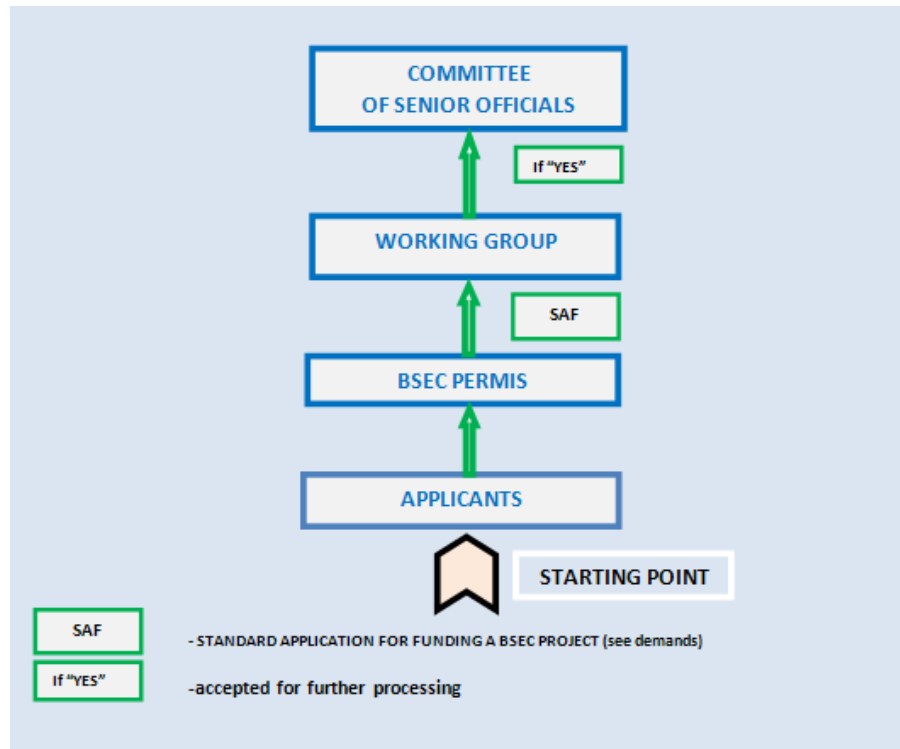 COMMITTEE
OF SENIOR OFFICIALS
If “YES”
WORKING GROUP
SAF
BSEC PERMIS
APPLICANTS
STARTING POINT
SAF
- STANDARD APPLICATION FOR FUNDING A BSEC PROJECT (see demands)
If “YES”
-accepted for further processing